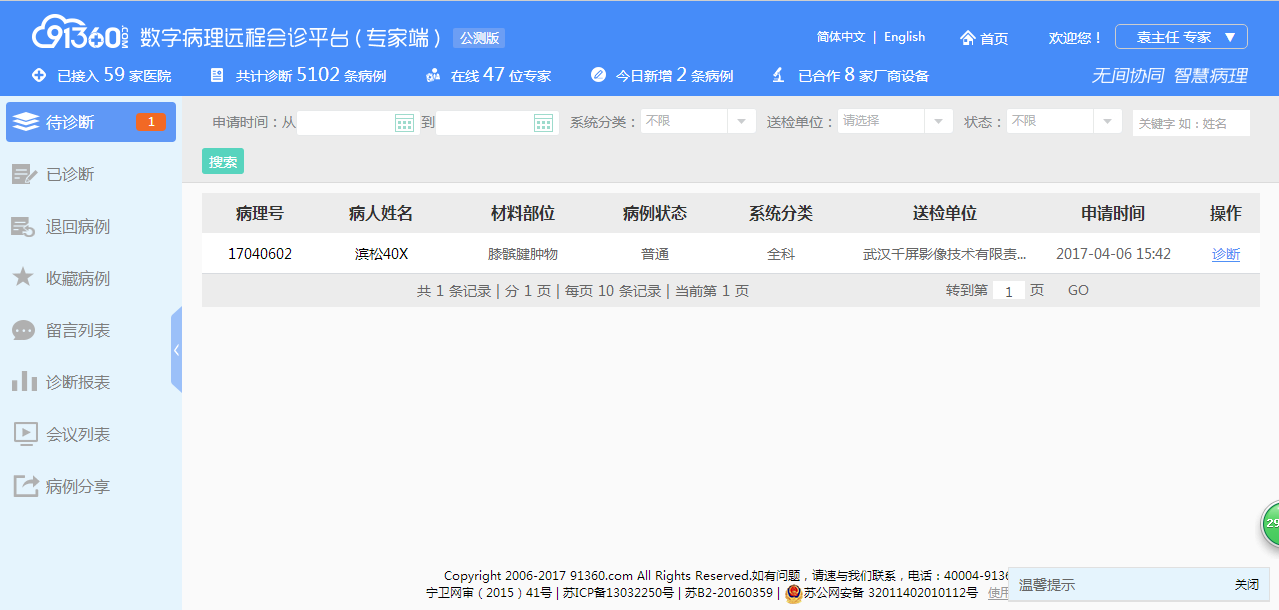 91360.COM 数字病理远程会诊平台(专家端) 公测版 简体中文 | English 首页 欢迎您! 袁主任 专家 ▼
已接入 59 家医院 共计诊断 5102 条病例 在线 47 位专家 今日新增 2 条病例 已合作 8 家厂商设备 无间协同 智慧病理
待诊断 1
已诊断
退回病例
收藏病例
留言列表
诊断报表
会议列表
病例分享
申请时间:从 到 系统分类: 不限 送检单位: 请选择 状态: 不限 关键字 如:姓名
搜索
病理号 病人姓名 材料部位 病例状态 系统分类 送检单位 申请时间 操作
17040602 滨松40X 膝髌腱肿物 普通 全科 武汉千屏影像技术有限责... 2017-04-06 15:42 诊断
共 1 条记录 | 分 1 页 | 每页 10 条记录 | 当前第 1 页 转到第 1 页 GO
29
Copyright 2006-2017 91360.com All Rights Reserved.如有问题,请速与我们联系,电话:40004-9136
宁卫网审(2015)41号 | 苏ICP备13032250号 | 苏B2-20160359 | 苏公网安备 32011402010112号 使用
温馨提示 关闭